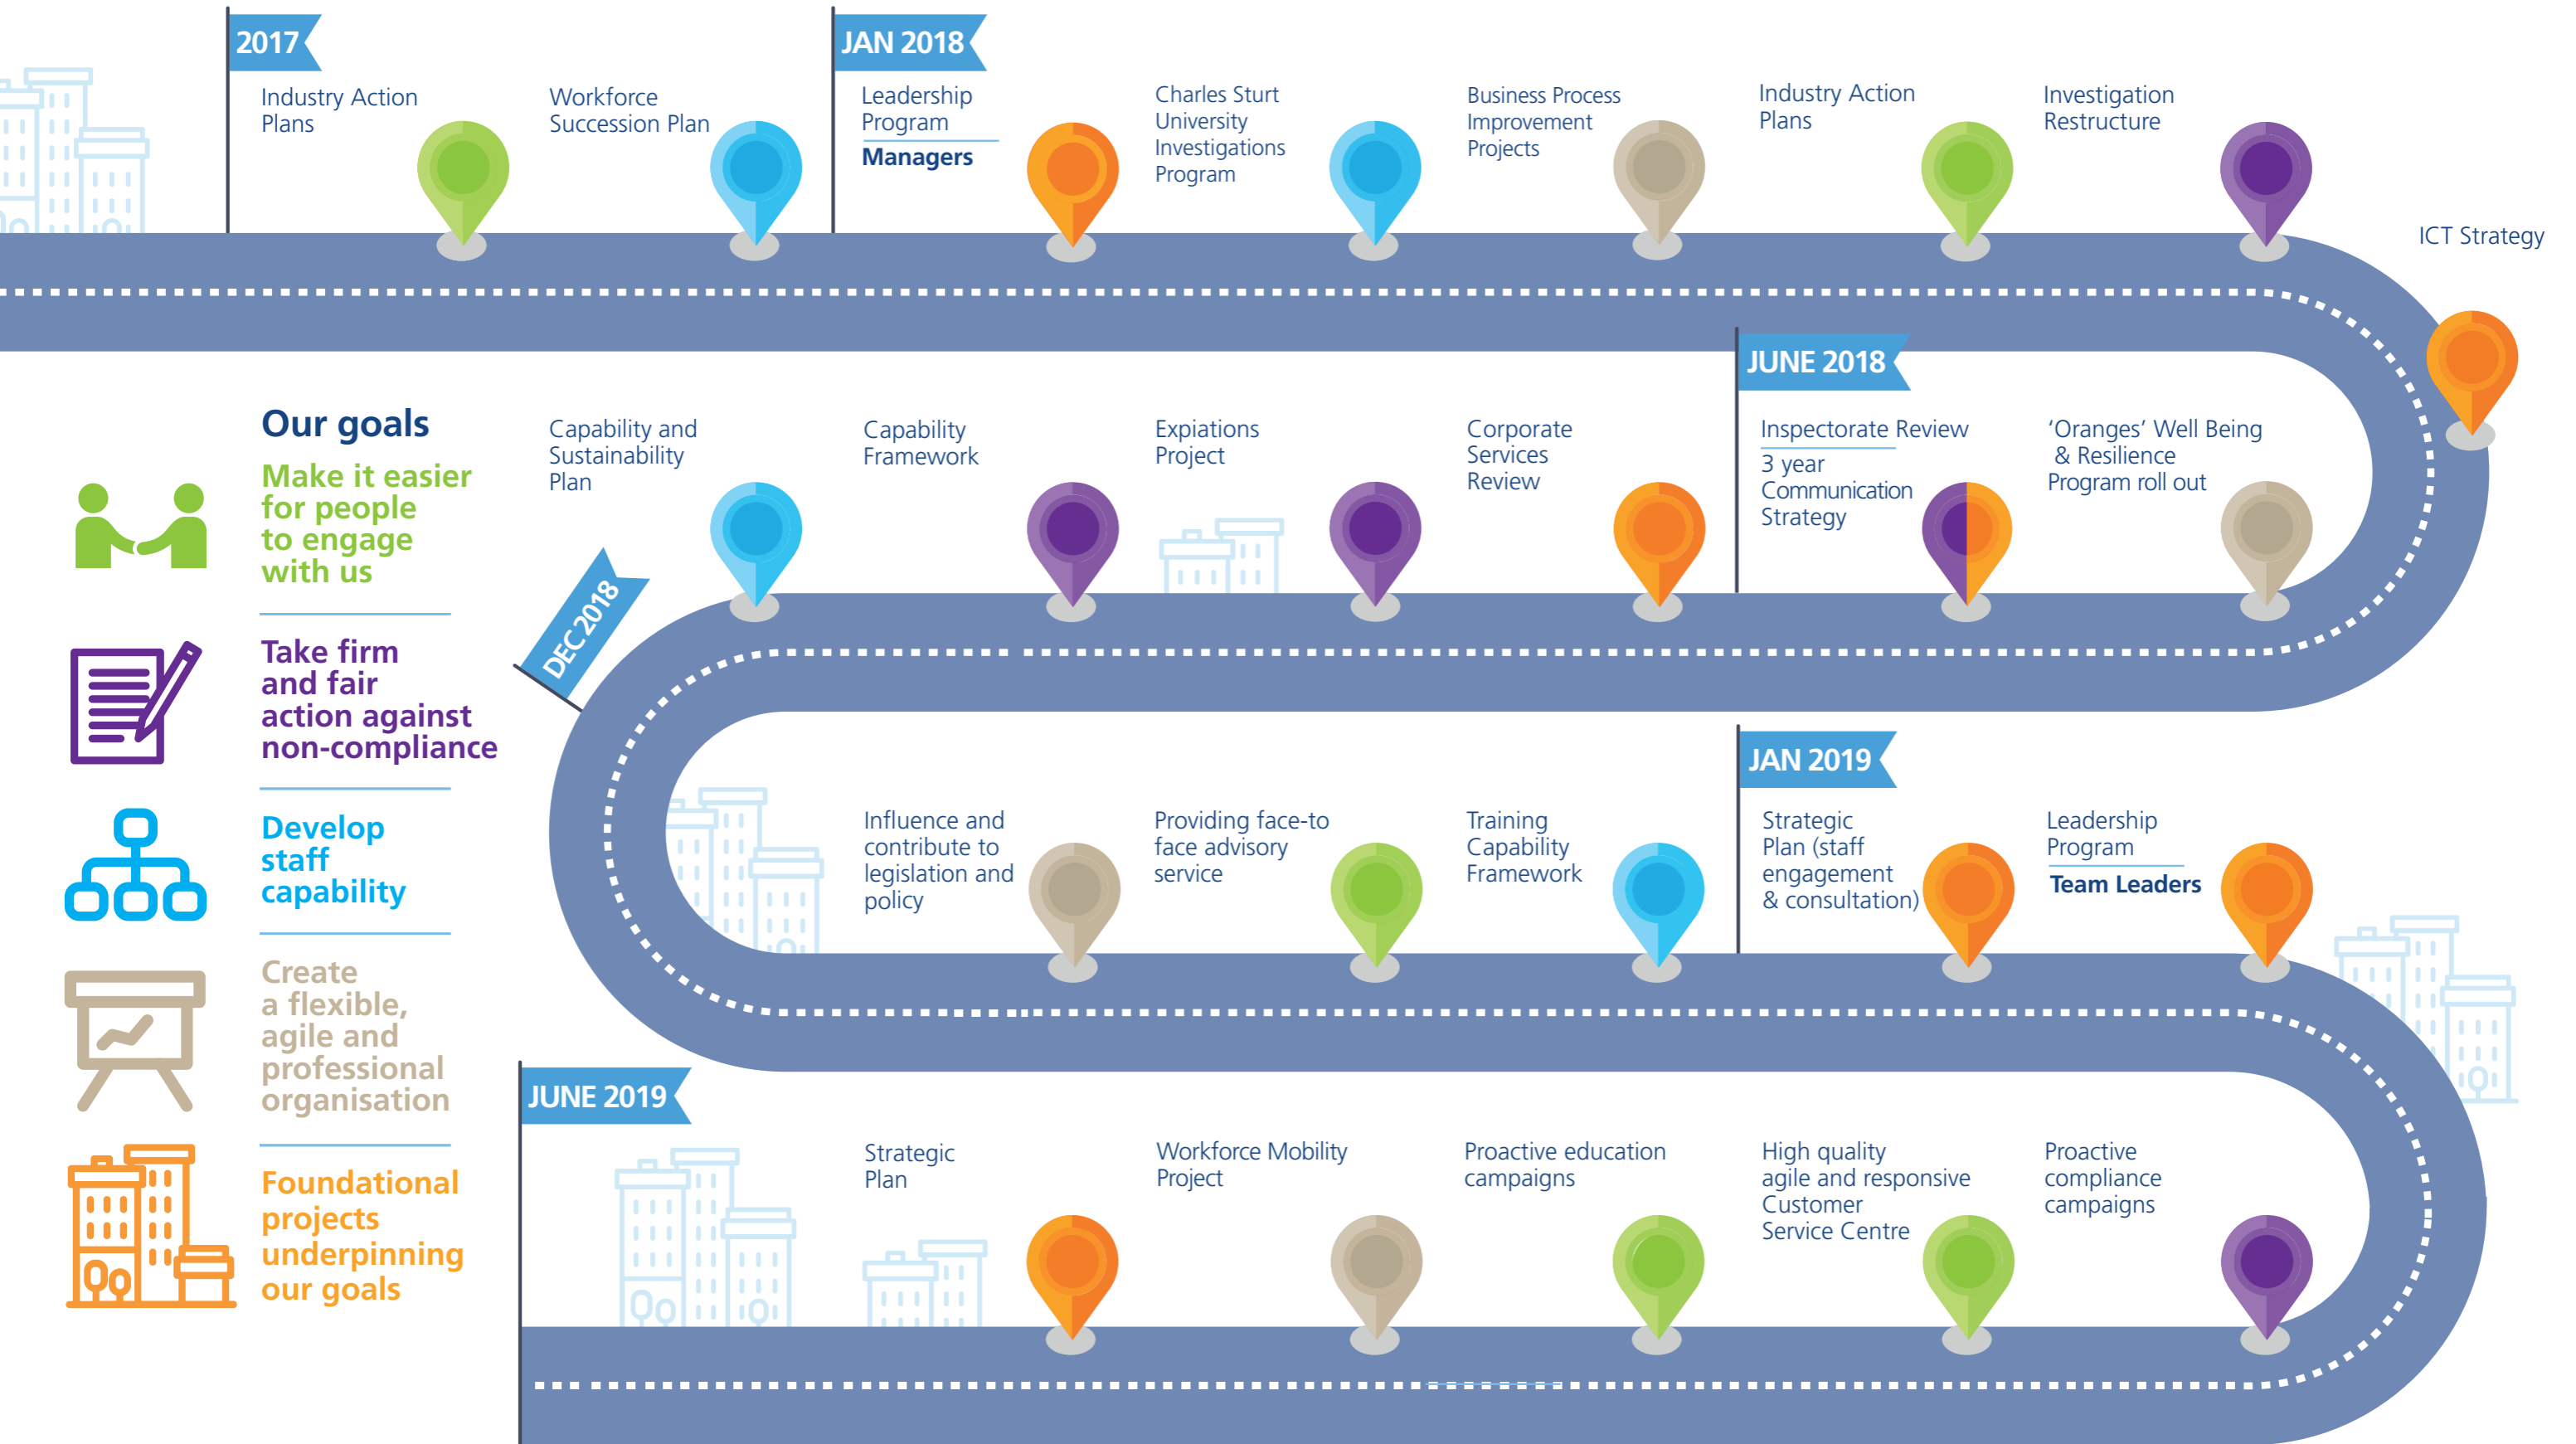 2017
Industry Action
Plans
Workforce
Succession Plan
JAN 2018
Leadership
Program
Managers
Charles Sturt
University
Investigations
Program
Business Process
Improvement
Projects
Industry Action
Plans
Investigation
Restructure
ICT Strategy
JUNE 2018
Inspectorate Review
3 year
Communication
Strategy
‘Oranges’ Well Being
& Resilience
Program roll out
Corporate
Services
Review
Expiations
Project
Capability
Framework
Capability and
Sustainability
Plan
DEC 2018
Influence and
contribute to
legislation and
policy
Providing face-to
face advisory
service
Training
Capability
Framework
JAN 2019
Strategic
Plan (staff
engagement
& consultation)
Leadership
Program
Team Leaders
Proactive
compliance
campaigns
High quality
agile and responsive
Customer
Service Centre
Proactive education
campaigns
Workforce Mobility
Project
Strategic
Plan
JUNE 2019
Our goals
Make it easier
for people
to engage
with us
Take firm
and fair
action against
non-compliance
Develop
staff
capability
Create
a flexible,
agile and
professional
organisation
Foundational
projects
underpinning
our goals